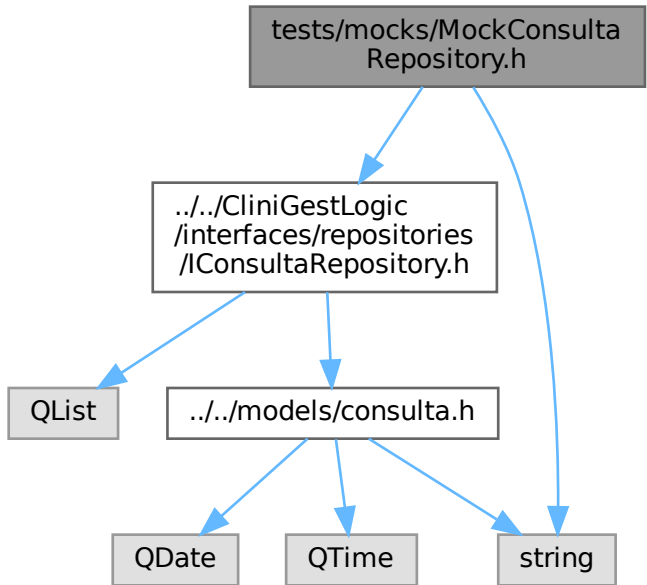 tests/mocks/MockConsulta
Repository.h
../../CliniGestLogic
/interfaces/repositories
/IConsultaRepository.h
QList
../../models/consulta.h
QDate
QTime
string